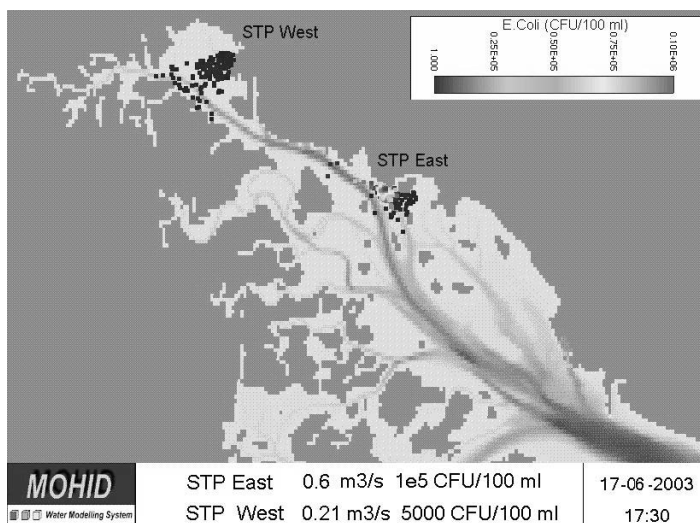 STP West
E.Coli (CFU/100 ml)
1.000
0.25E+05
0.50E+05
0.75E+05
0.10E+06
STP East
MOHID
Water Modelling System
STP East 0.6 m3/s 1e5 CFU/100 ml
STP West 0.21 m3/s 5000 CFU/100 ml
17-06-2003
17:30